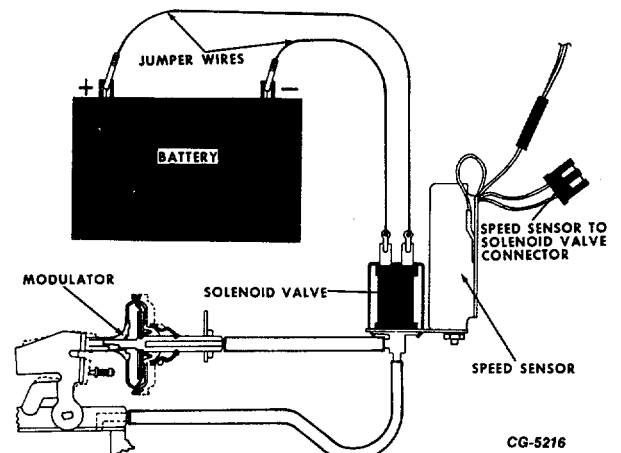 JUMPER WIRES
+
−
BATTERY
SPEED SENSOR TO
SOLENOID VALVE
CONNECTOR
MODULATOR
SOLENOID VALVE
SPEED SENSOR
CG-5216